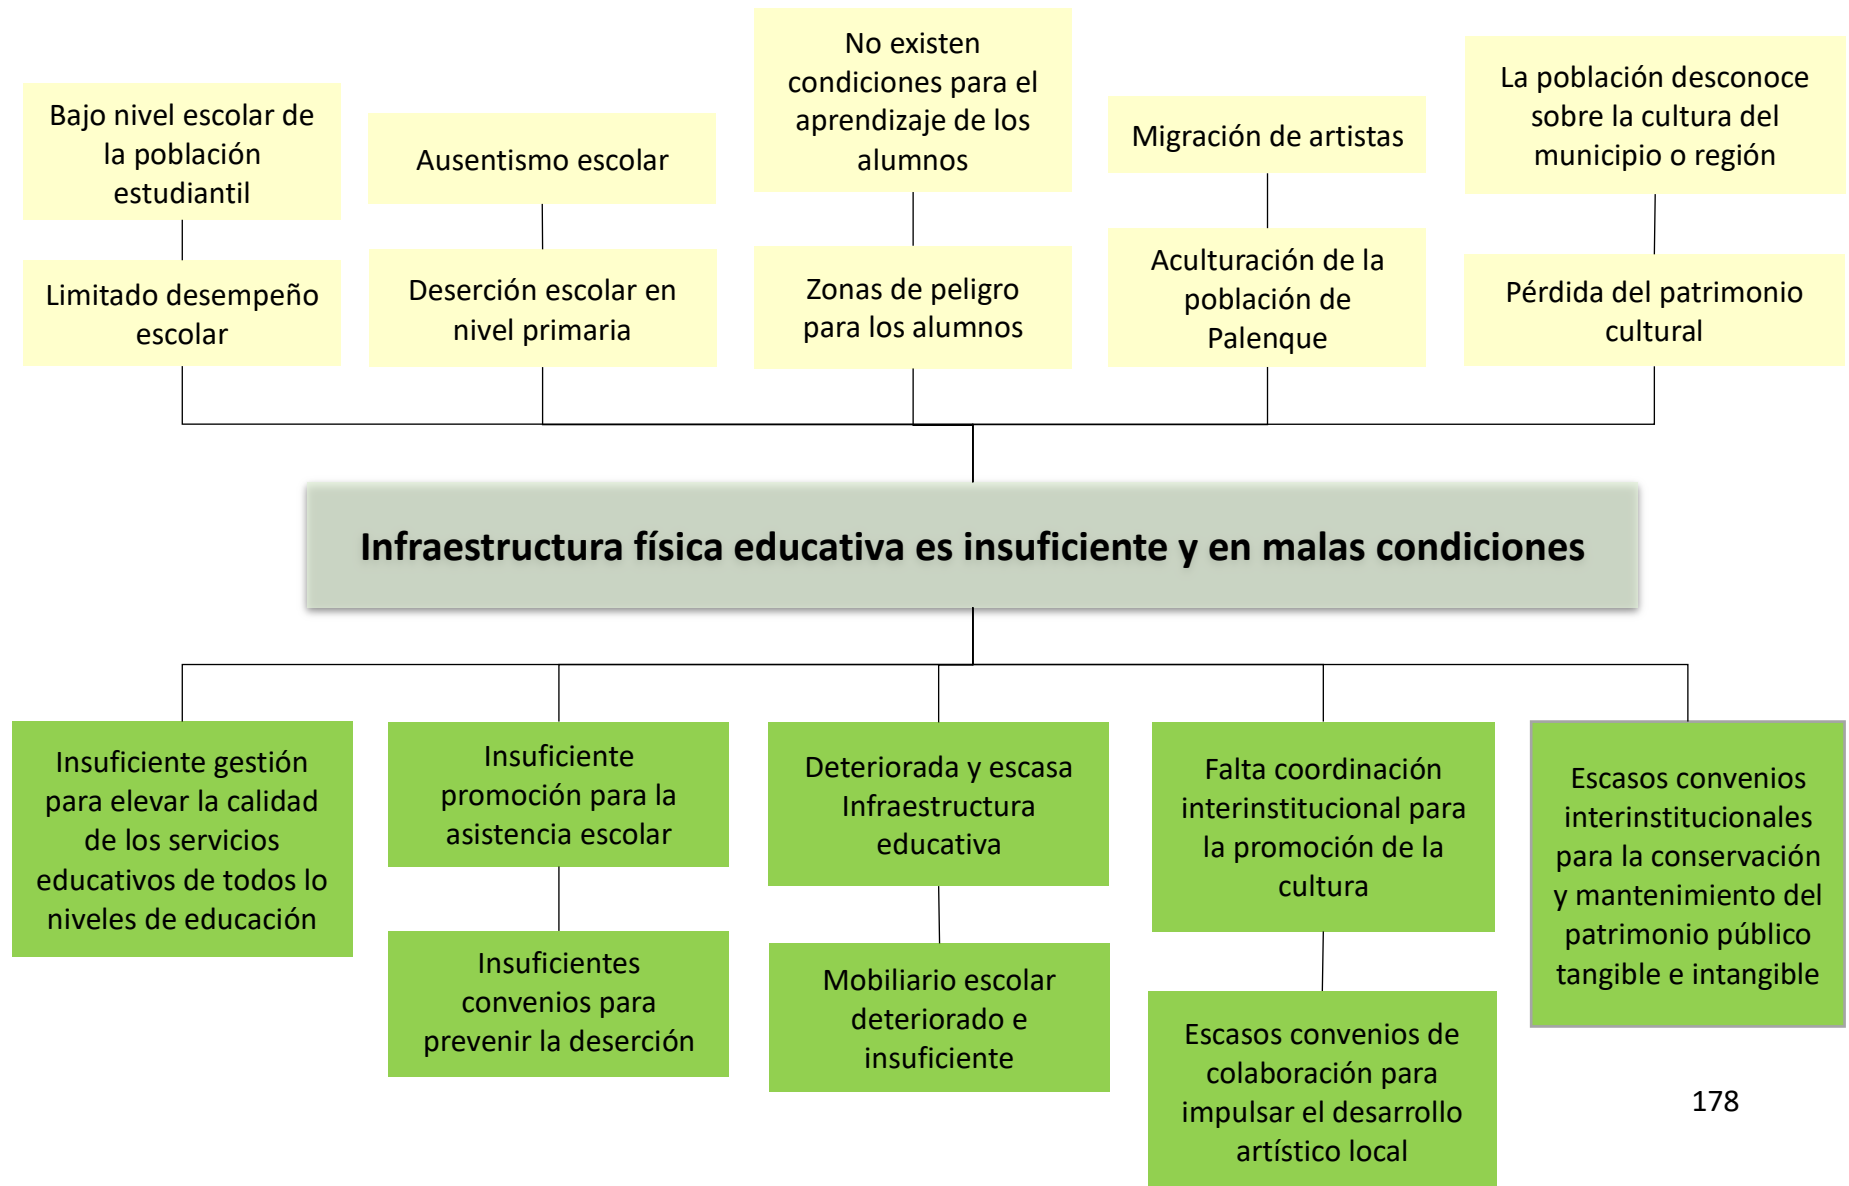 Bajo nivel escolar de
la población
estudiantil
Ausentismo escolar
No existen
condiciones para el
aprendizaje de los
alumnos
Migración de artistas
La población desconoce
sobre la cultura del
municipio o región
Limitado desempeño
escolar
Deserción escolar en
nivel primaria
Zonas de peligro
para los alumnos
Aculturación de la
población de
Palenque
Pérdida del patrimonio
cultural
Infraestructura física educativa es insuficiente y en malas condiciones
Insuficiente gestión
para elevar la calidad
de los servicios
educativos de todos lo
niveles de educación
Insuficiente
promoción para la
asistencia escolar
Deteriorada y escasa
Infraestructura
educativa
Falta coordinación
interinstitucional para
la promoción de la
cultura
Escasos convenios
interinstitucionales
para la conservación
y mantenimiento del
patrimonio público
tangible e intangible
Insuficientes
convenios para
prevenir la deserción
Mobiliario escolar
deteriorado e
insuficiente
Escasos convenios de
colaboración para
impulsar el desarrollo
artístico local
178